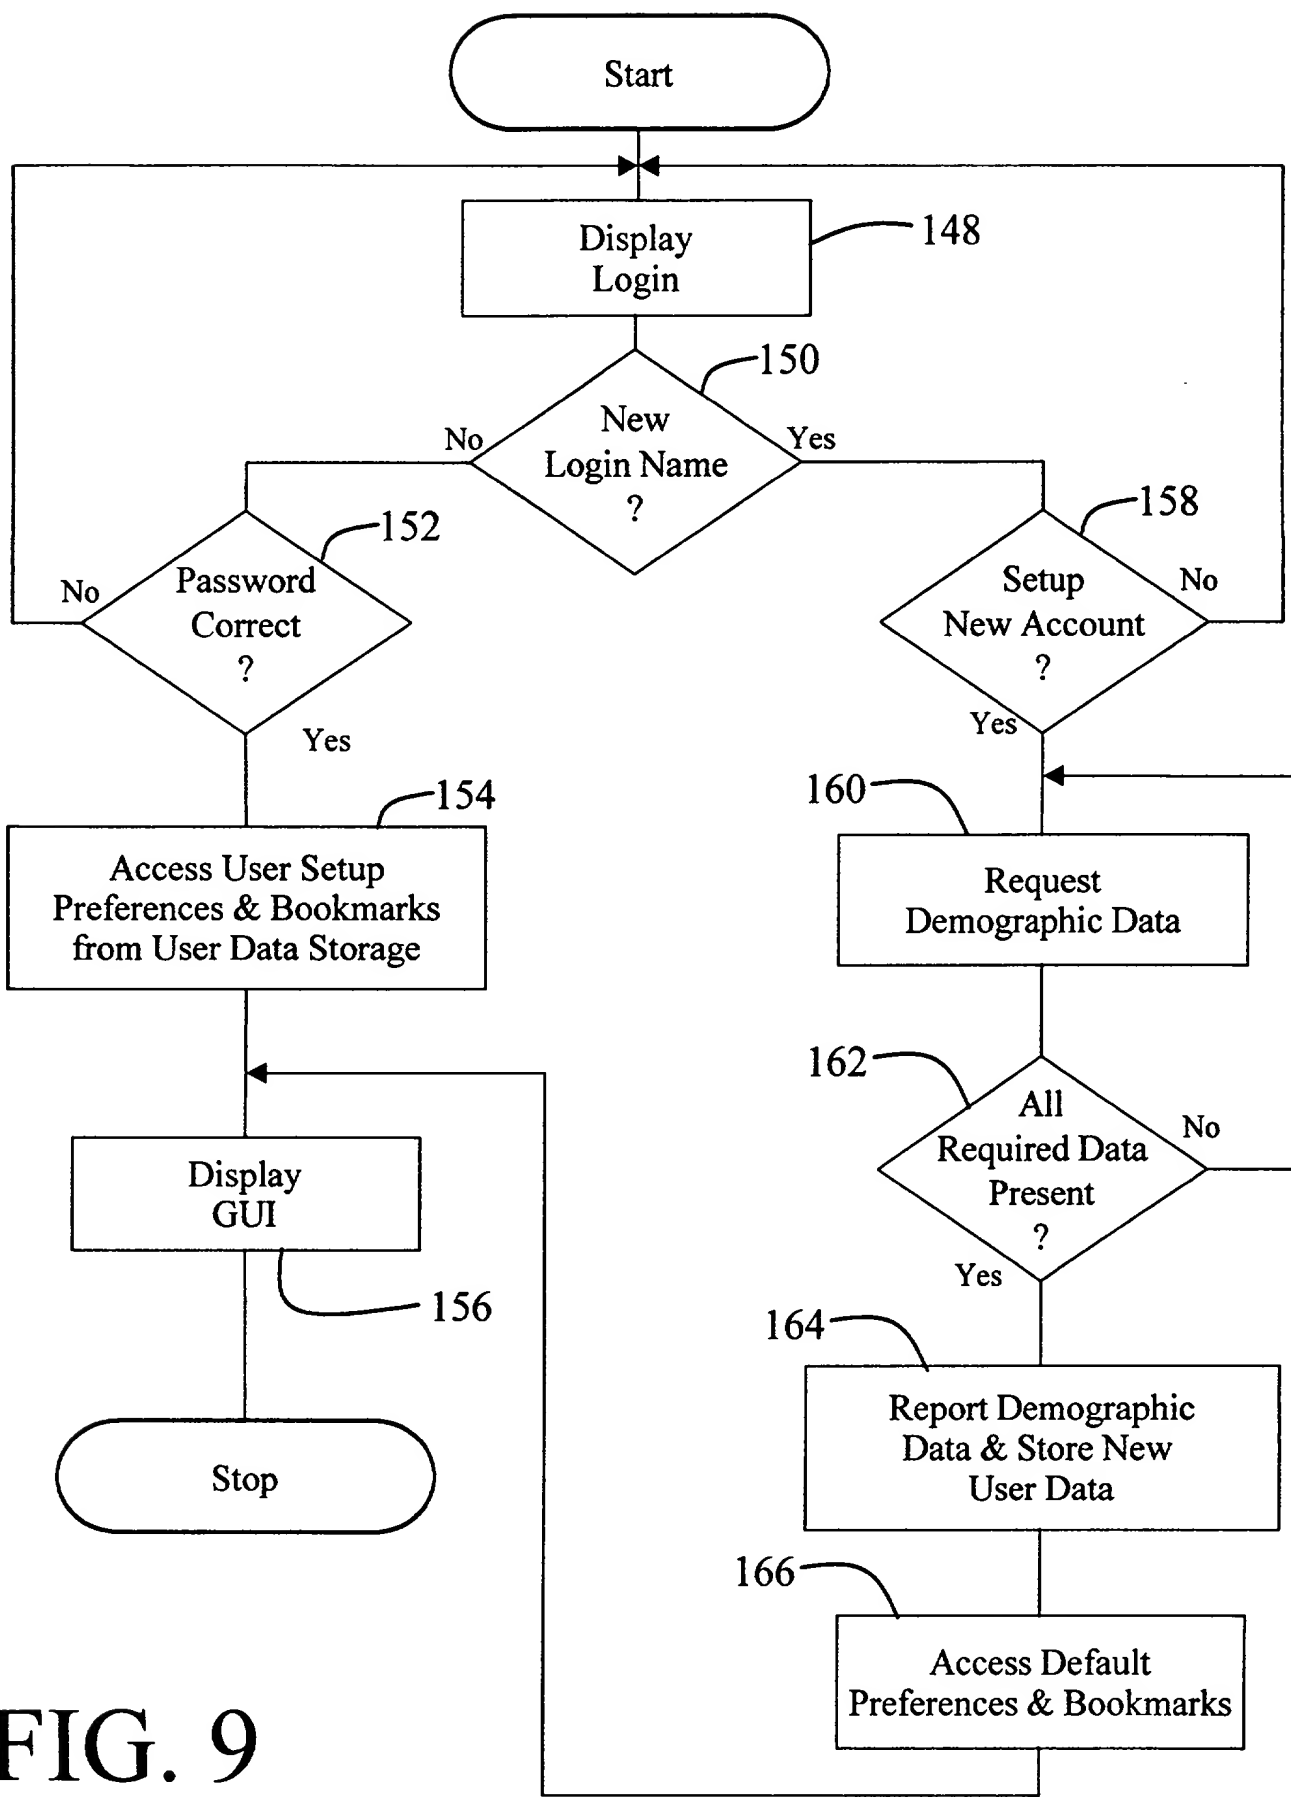 Start
Display
Login
148
150
New
Login Name
?
No
Yes
152
Password
Correct
?
No
Yes
158
Setup
New Account
?
No
Yes
154
Access User Setup
Preferences & Bookmarks
from User Data Storage
160
Request
Demographic Data
162
All
Required Data
Present
?
No
Yes
Display
GUI
156
Stop
164
Report Demographic
Data & Store New
User Data
166
Access Default
Preferences & Bookmarks
FIG. 9